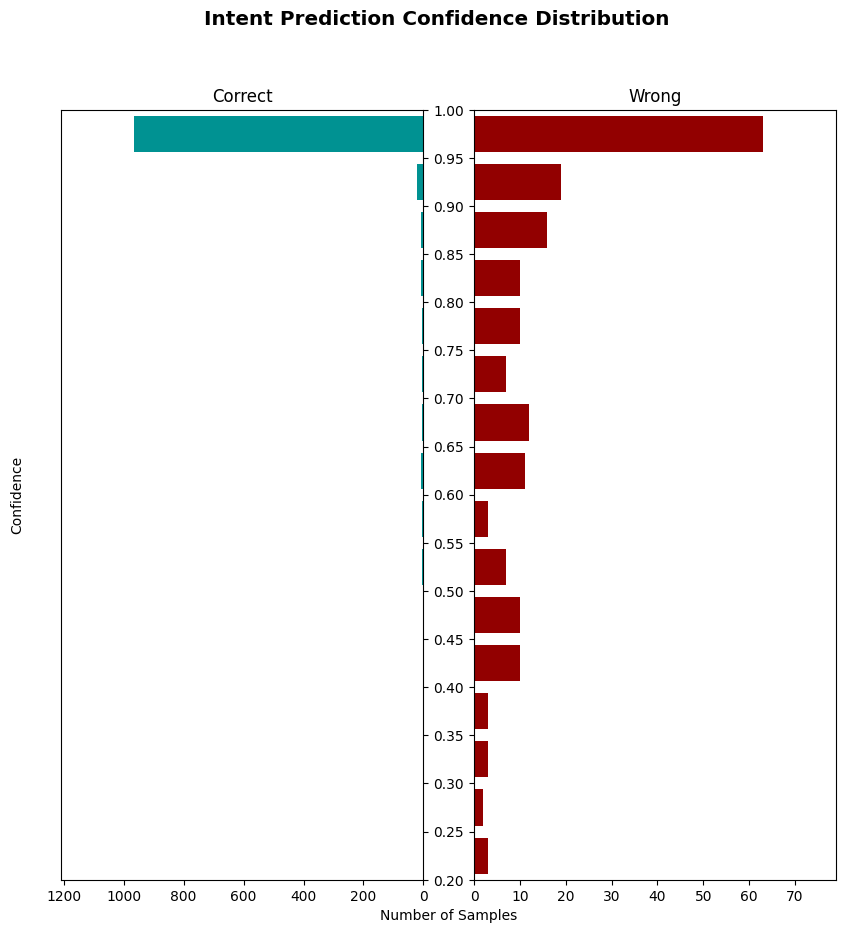 Intent Prediction Confidence Distribution
Correct
Wrong
1.00
0.95
0.90
0.85
0.80
0.75
0.70
0.65
0.60
0.55
0.50
0.45
0.40
0.35
0.30
0.25
0.20
Confidence
1200 1000 800 600 400 200 0
0 10 20 30 40 50 60 70
Number of Samples